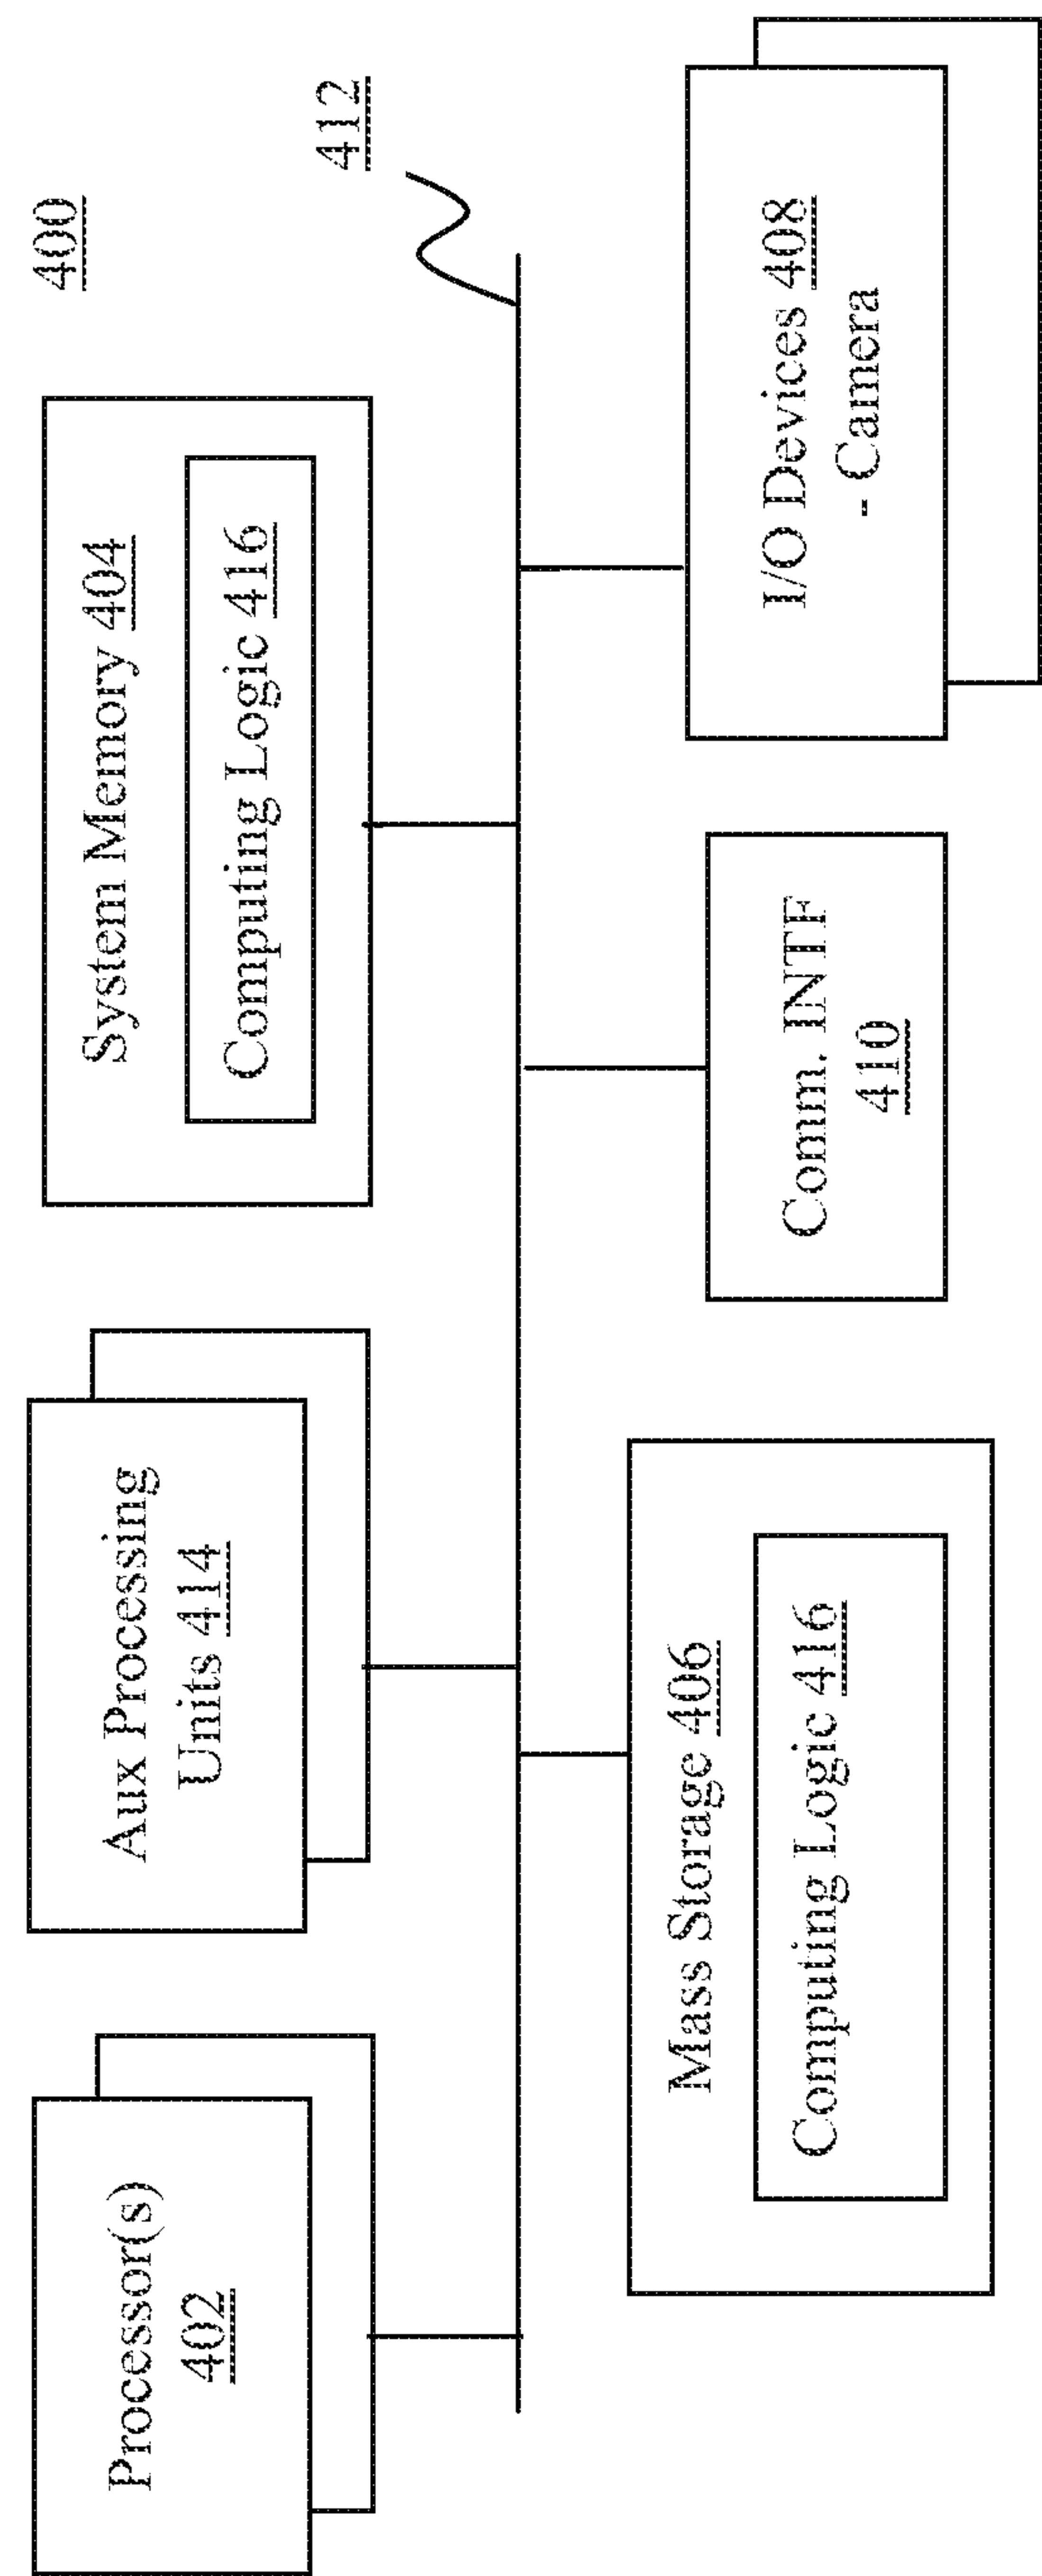 400
412
Processor(s)
402
Aux Processing
Units 414
System Memory 404
Computing Logic 416
Mass Storage 406
Computing Logic 416
Comm. INTF
410
I/O Devices 408
- Camera